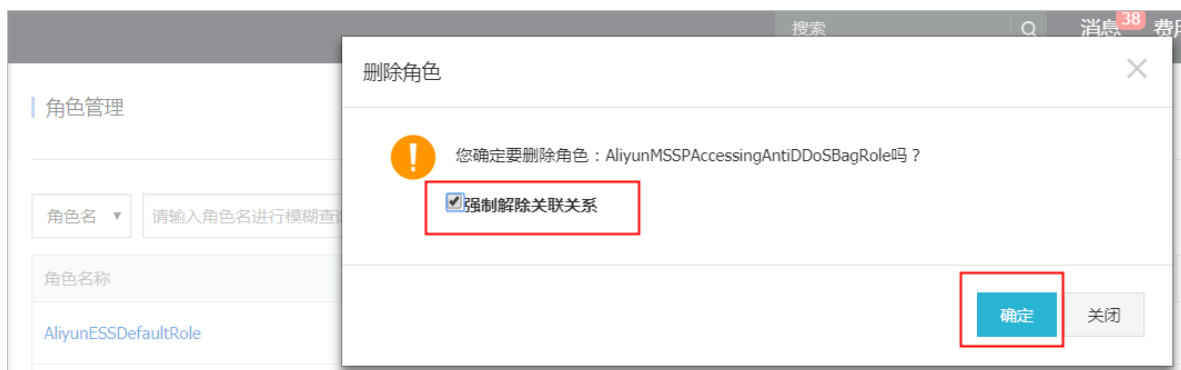 搜索
消息 38 费用
删除角色
角色管理
您确定要删除角色：AliyunMSSPAccessingAntiDDoSBagRole吗？
强制解除关联关系
角色名 请输入角色名进行模糊查询
角色名称
确定 关闭
AliyunESSDefaultRole